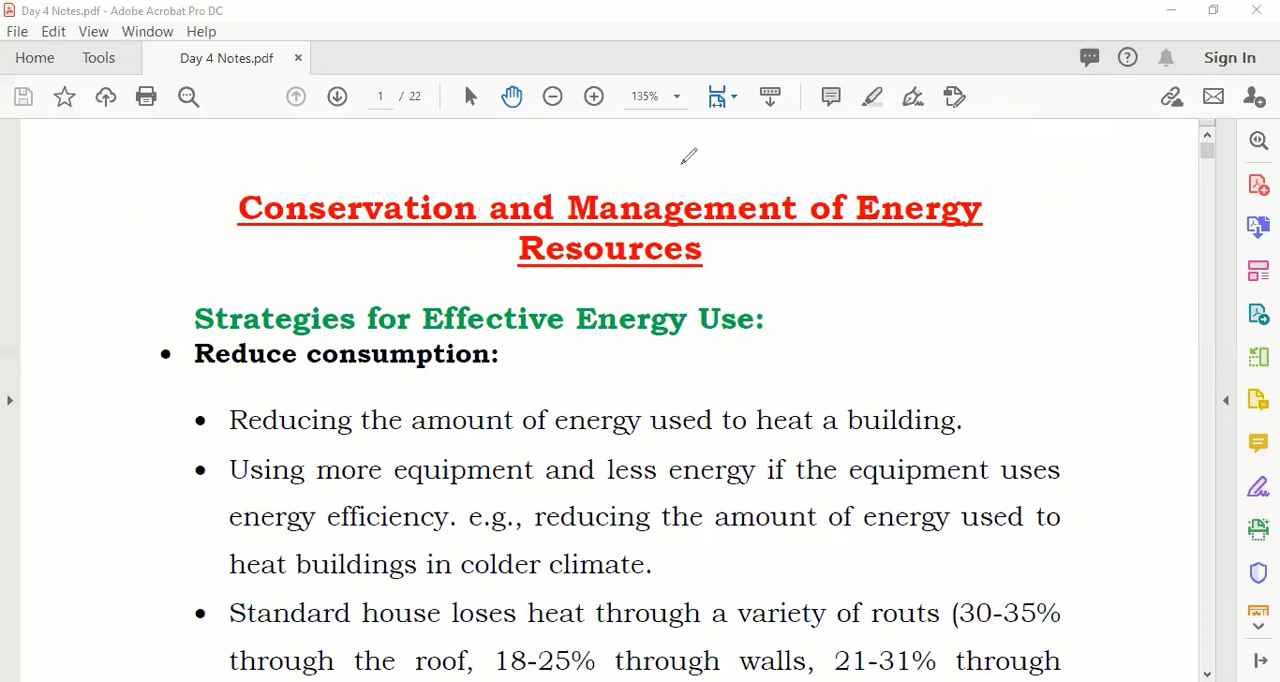 Day 4 Notes.pdf - Adobe Acrobat Pro DC
File Edit View Window Help
Home Tools Day 4 Notes.pdf × Sign In
1 / 22 135%
Conservation and Management of Energy
Resources
Strategies for Effective Energy Use:
• Reduce consumption:
• Reducing the amount of energy used to heat a building.
• Using more equipment and less energy if the equipment uses
energy efficiency. e.g., reducing the amount of energy used to
heat buildings in colder climate.
• Standard house loses heat through a variety of routs (30-35%
through the roof, 18-25% through walls, 21-31% through